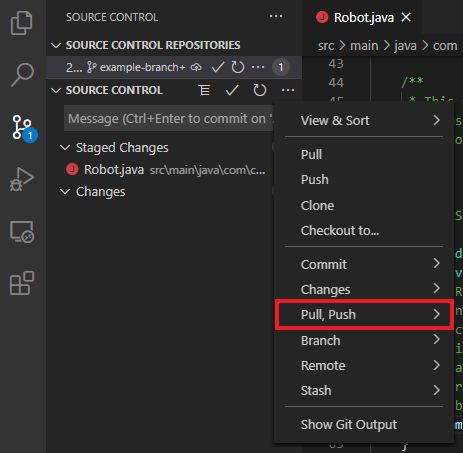 SOURCE CONTROL
Robot.java
SOURCE CONTROL REPOSITORIES
src > main > java > com
2... example-branch+ 1
SOURCE CONTROL
Message (Ctrl+Enter to commit on '
Staged Changes
Robot.java src\main\java\com\c...
Changes
1
View & Sort
Pull
Push
Clone
Checkout to...
Commit
Changes
Pull, Push
Branch
Remote
Stash
Show Git Output
43
44 /**
45 * This
63 }